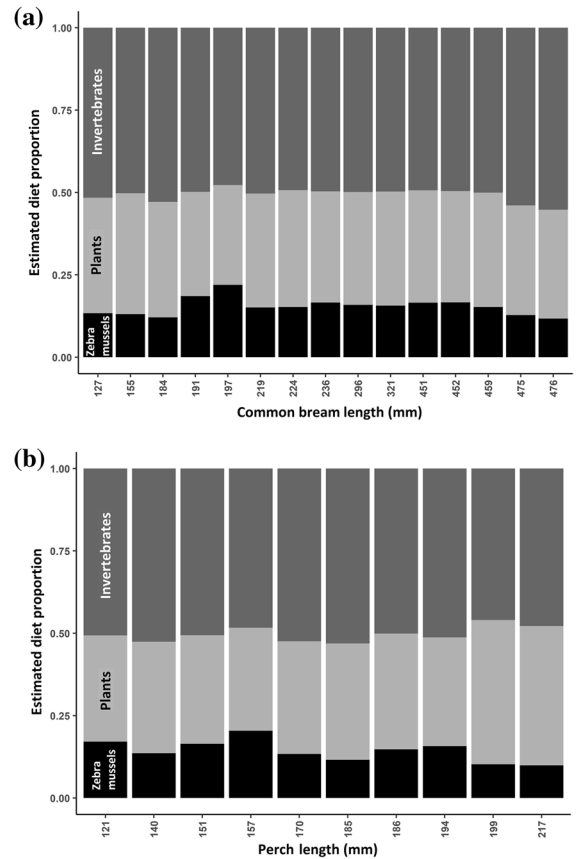 (a)
Estimated diet proportion
1.00
0.75
0.50
0.25
0.00
Invertebrates
Plants
Zebra
mussels
127 155 184 191 197 219 224 236 296 321 451 452 459 475 476
Common bream length (mm)
(b)
Estimated diet proportion
1.00
0.75
0.50
0.25
0.00
Invertebrates
Plants
Zebra
mussels
121 140 151 157 170 185 186 194 199 217
Perch length (mm)